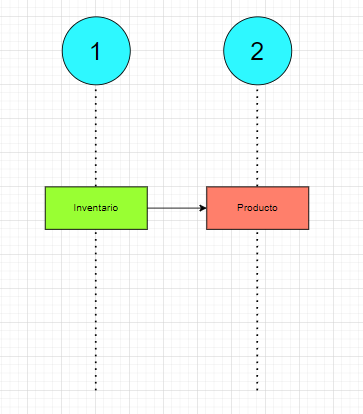 1
2
Inventario
Producto